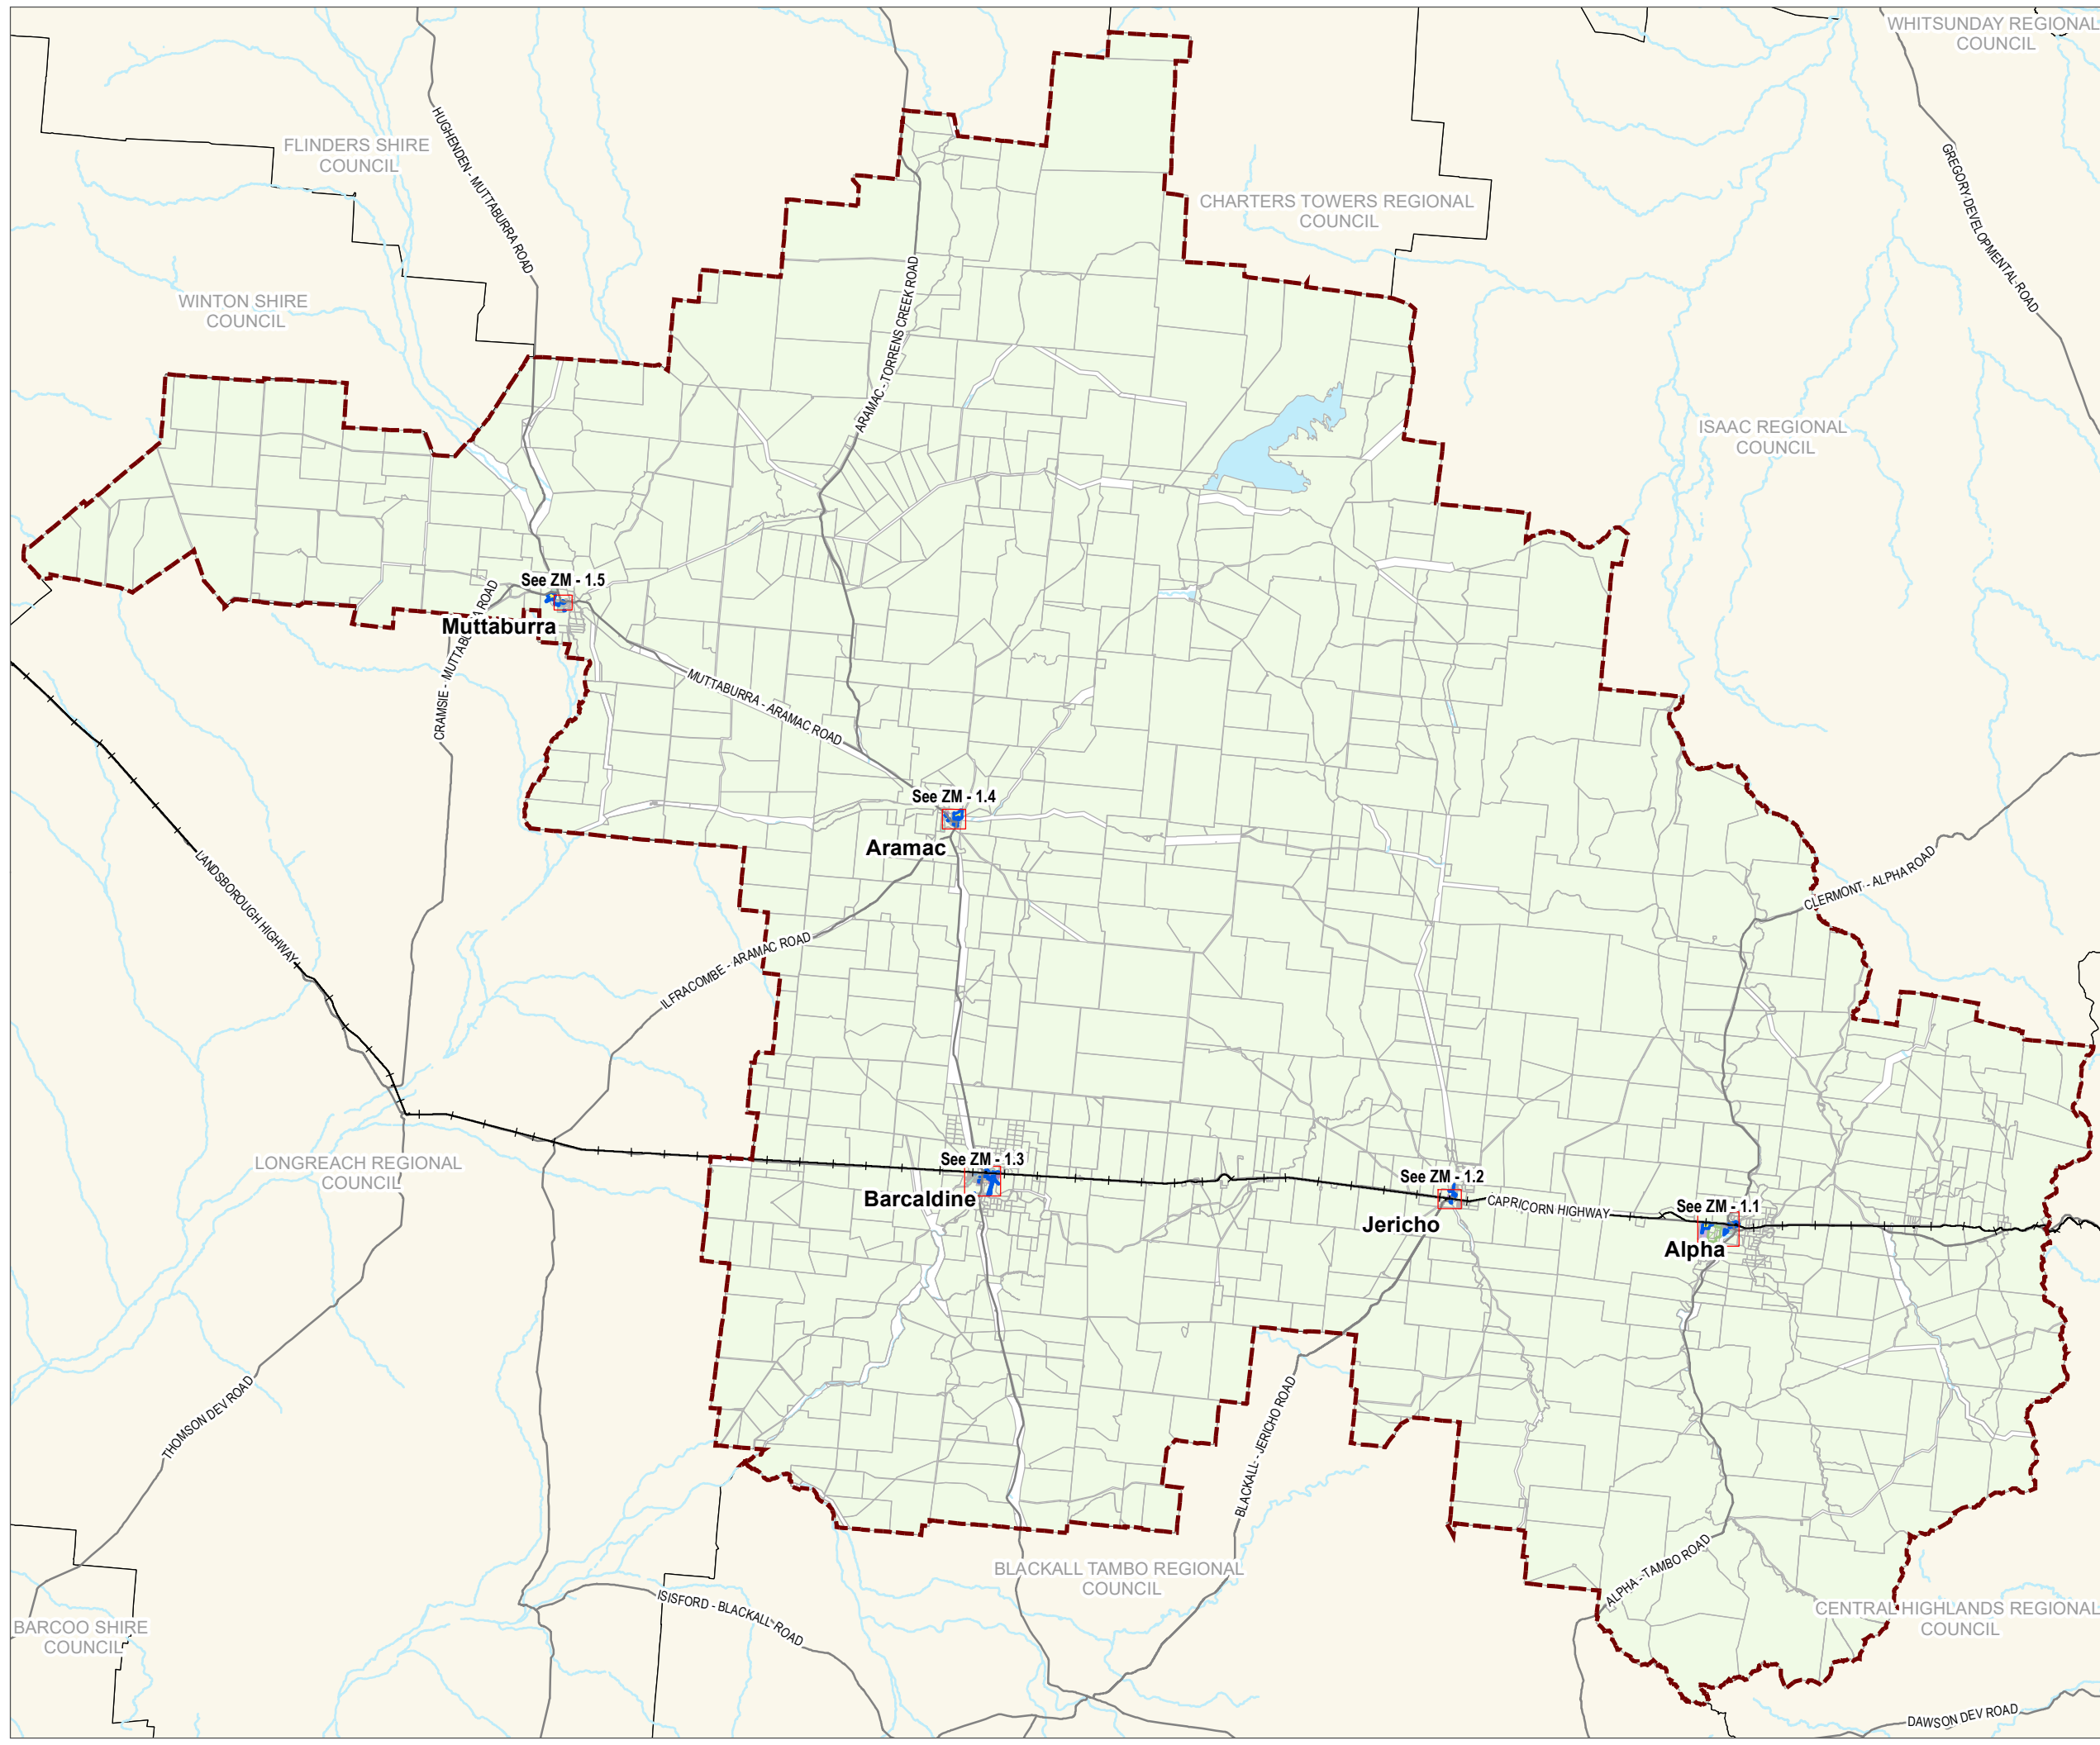 WHITSUNDAY REGIONAL
COUNCIL
FLINDERS SHIRE
COUNCIL
HUGHENDEN - MUTTABURRA ROAD
GREGORY DEVELOPMENTAL ROAD
CHARTERS TOWERS REGIONAL
COUNCIL
WINTON SHIRE
COUNCIL
ARAMAC - TORRENS CREEK ROAD
ISAAC REGIONAL
COUNCIL
See ZM - 1.5
Muttaburra
CRAMSIE - MUTTABURRA ROAD
MUTTABURRA - ARAMAC ROAD
See ZM - 1.4
Aramac
LANDSBOROUGH HIGHWAY
CLERMONT - ALPHA ROAD
ILFRACOMBE - ARAMAC ROAD
LONGREACH REGIONAL
COUNCIL
See ZM - 1.3
Barcaldine
See ZM - 1.2
Jericho
CAPRICORN HIGHWAY
See ZM - 1.1
Alpha
THOMSON DEV ROAD
BLACKALL - JERICHO ROAD
BLACKALL TAMBO REGIONAL
COUNCIL
ALPHA - TAMBO ROAD
ISISFORD - BLACKALL ROAD
CENTRAL HIGHLANDS REGIONAL
COUNCIL
BARCOO SHIRE
COUNCIL
DAWSON DEV ROAD